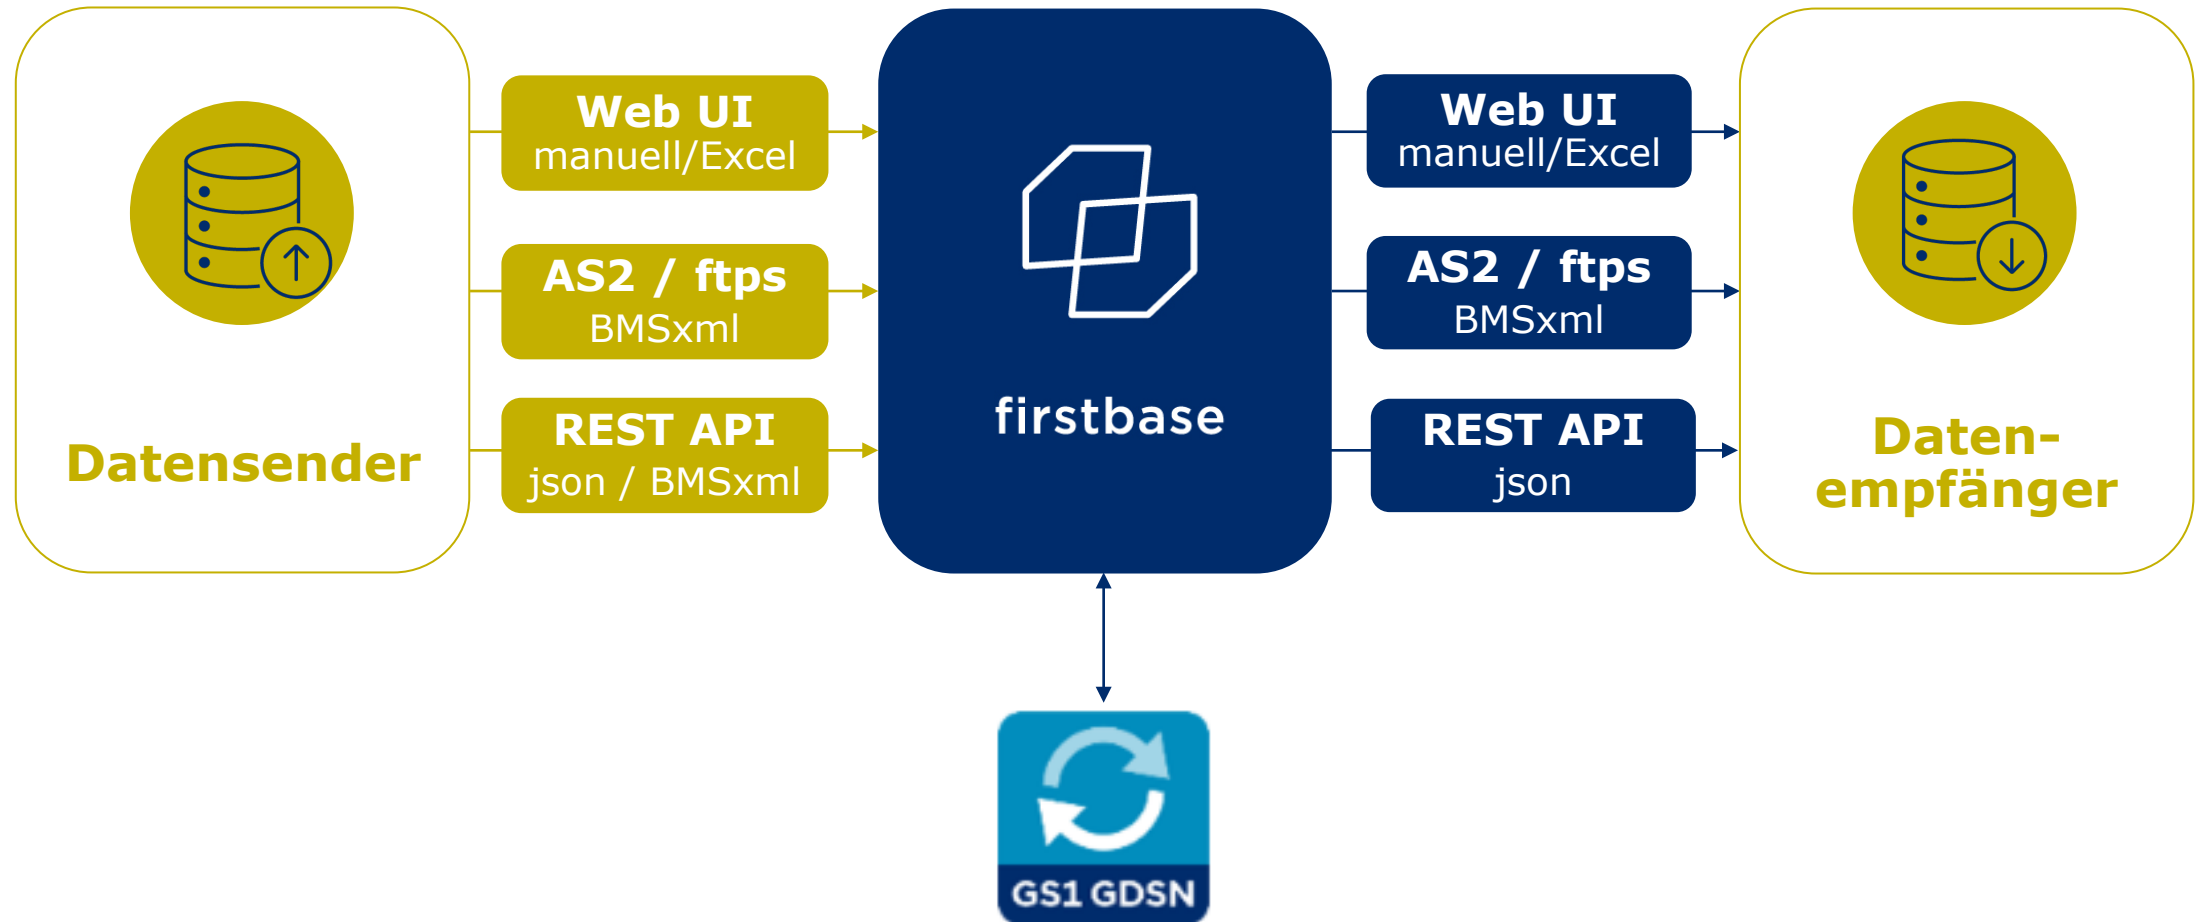 Datensender
Web UI
manuell/Excel
AS2 / ftps
BMSxml
REST API
json / BMSxml
firstbase
Web UI
manuell/Excel
AS2 / ftps
BMSxml
REST API
json
Daten-
empfänger
GS1 GDSN